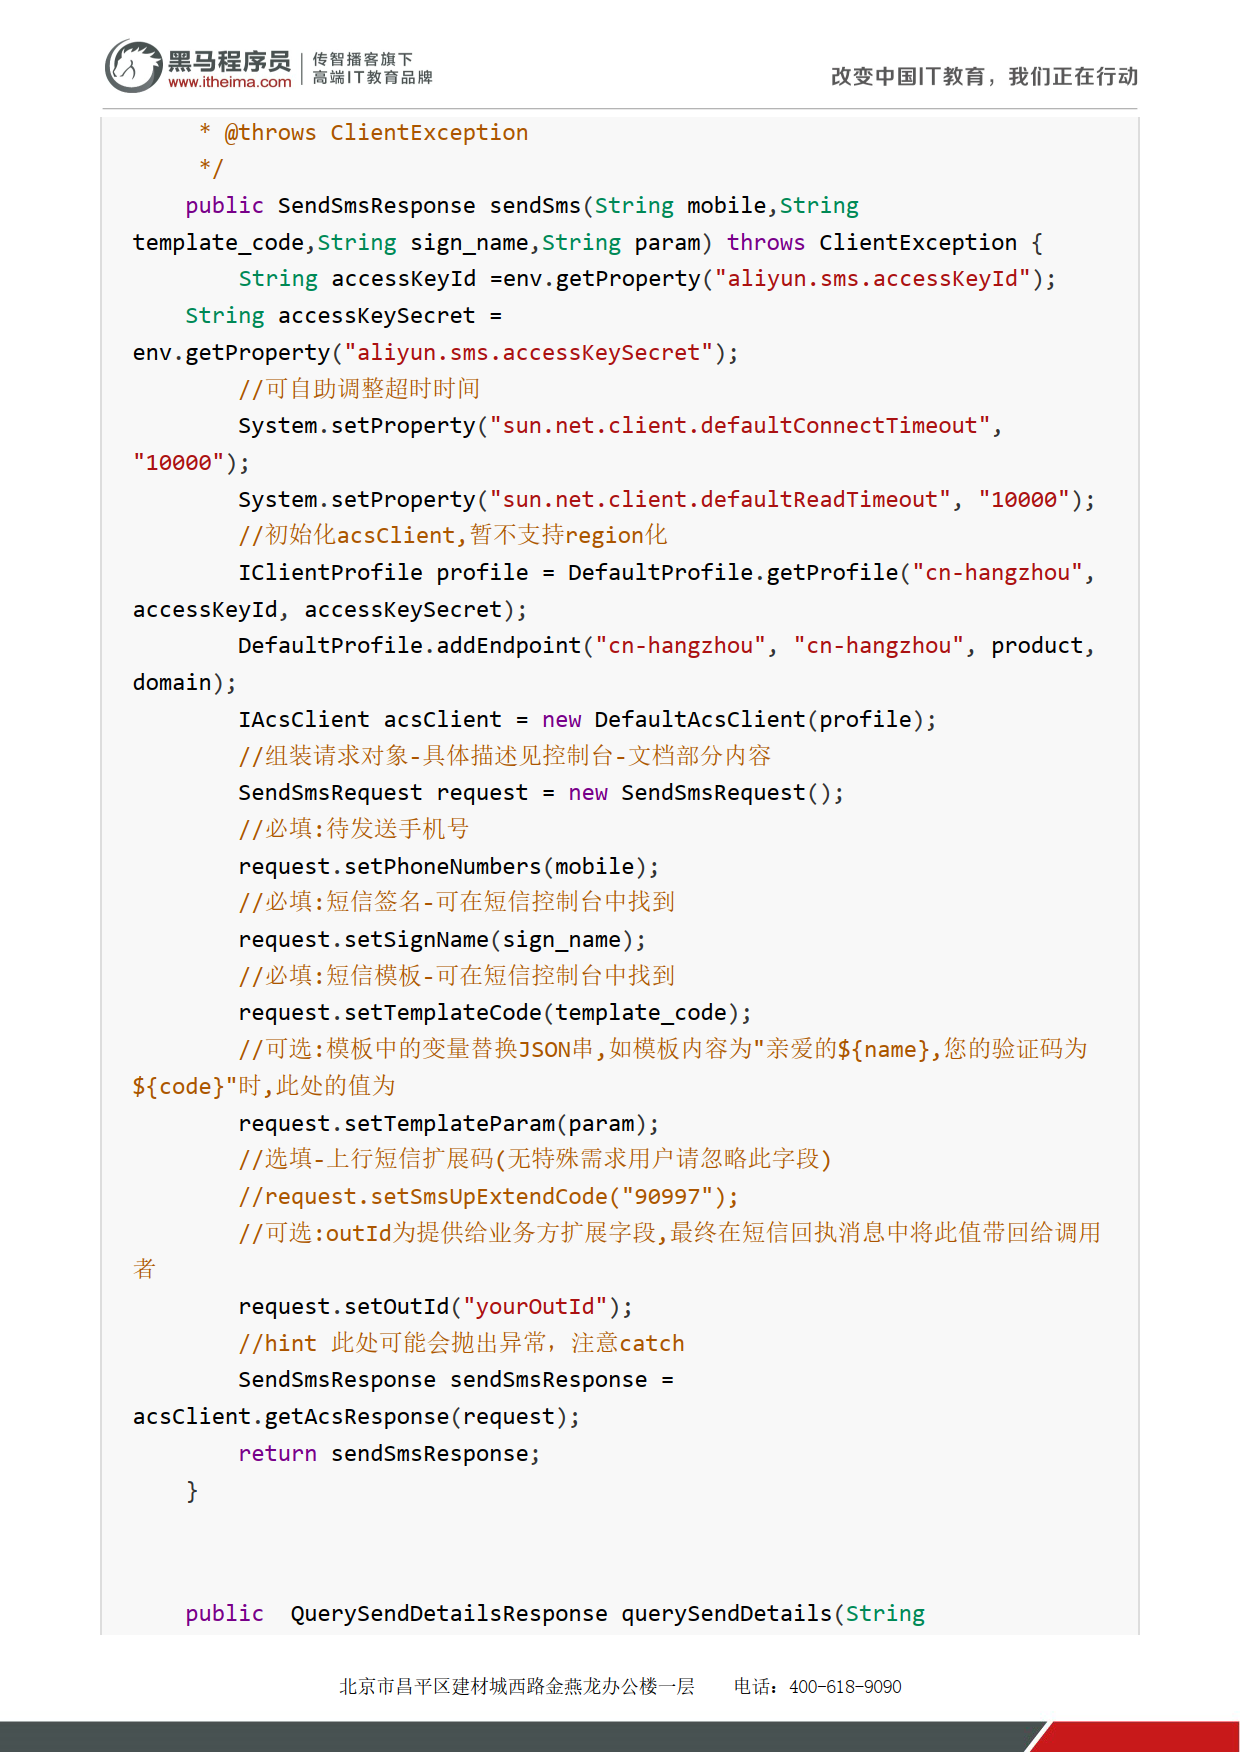 黑马程序员
www.itheima.com
传智播客旗下
高端IT教育品牌
改变中国IT教育，我们正在行动
     * @throws ClientException
     */
    public SendSmsResponse sendSms(String mobile,String
template_code,String sign_name,String param) throws ClientException {
        String accessKeyId =env.getProperty("aliyun.sms.accessKeyId");
    String accessKeySecret =
env.getProperty("aliyun.sms.accessKeySecret");
        //可自助调整超时时间
        System.setProperty("sun.net.client.defaultConnectTimeout",
"10000");
        System.setProperty("sun.net.client.defaultReadTimeout", "10000");
        //初始化acsClient,暂不支持region化
        IClientProfile profile = DefaultProfile.getProfile("cn-hangzhou",
accessKeyId, accessKeySecret);
        DefaultProfile.addEndpoint("cn-hangzhou", "cn-hangzhou", product,
domain);
        IAcsClient acsClient = new DefaultAcsClient(profile);
        //组装请求对象-具体描述见控制台-文档部分内容
        SendSmsRequest request = new SendSmsRequest();
        //必填:待发送手机号
        request.setPhoneNumbers(mobile);
        //必填:短信签名-可在短信控制台中找到
        request.setSignName(sign_name);
        //必填:短信模板-可在短信控制台中找到
        request.setTemplateCode(template_code);
        //可选:模板中的变量替换JSON串,如模板内容为"亲爱的${name},您的验证码为
${code}"时,此处的值为
        request.setTemplateParam(param);
        //选填-上行短信扩展码(无特殊需求用户请忽略此字段)
        //request.setSmsUpExtendCode("90997");
        //可选:outId为提供给业务方扩展字段,最终在短信回执消息中将此值带回给调用
者
        request.setOutId("yourOutId");
        //hint 此处可能会抛出异常，注意catch
        SendSmsResponse sendSmsResponse =
acsClient.getAcsResponse(request);
        return sendSmsResponse;
    }
    public  QuerySendDetailsResponse querySendDetails(String
北京市昌平区建材城西路金燕龙办公楼一层    电话：400-618-9090